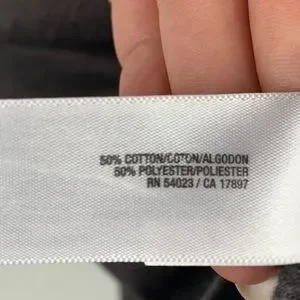 50% COTTON/COTON/ALGODON
50% POLYESTER/POLIESTER
RN 54023 / CA 17897